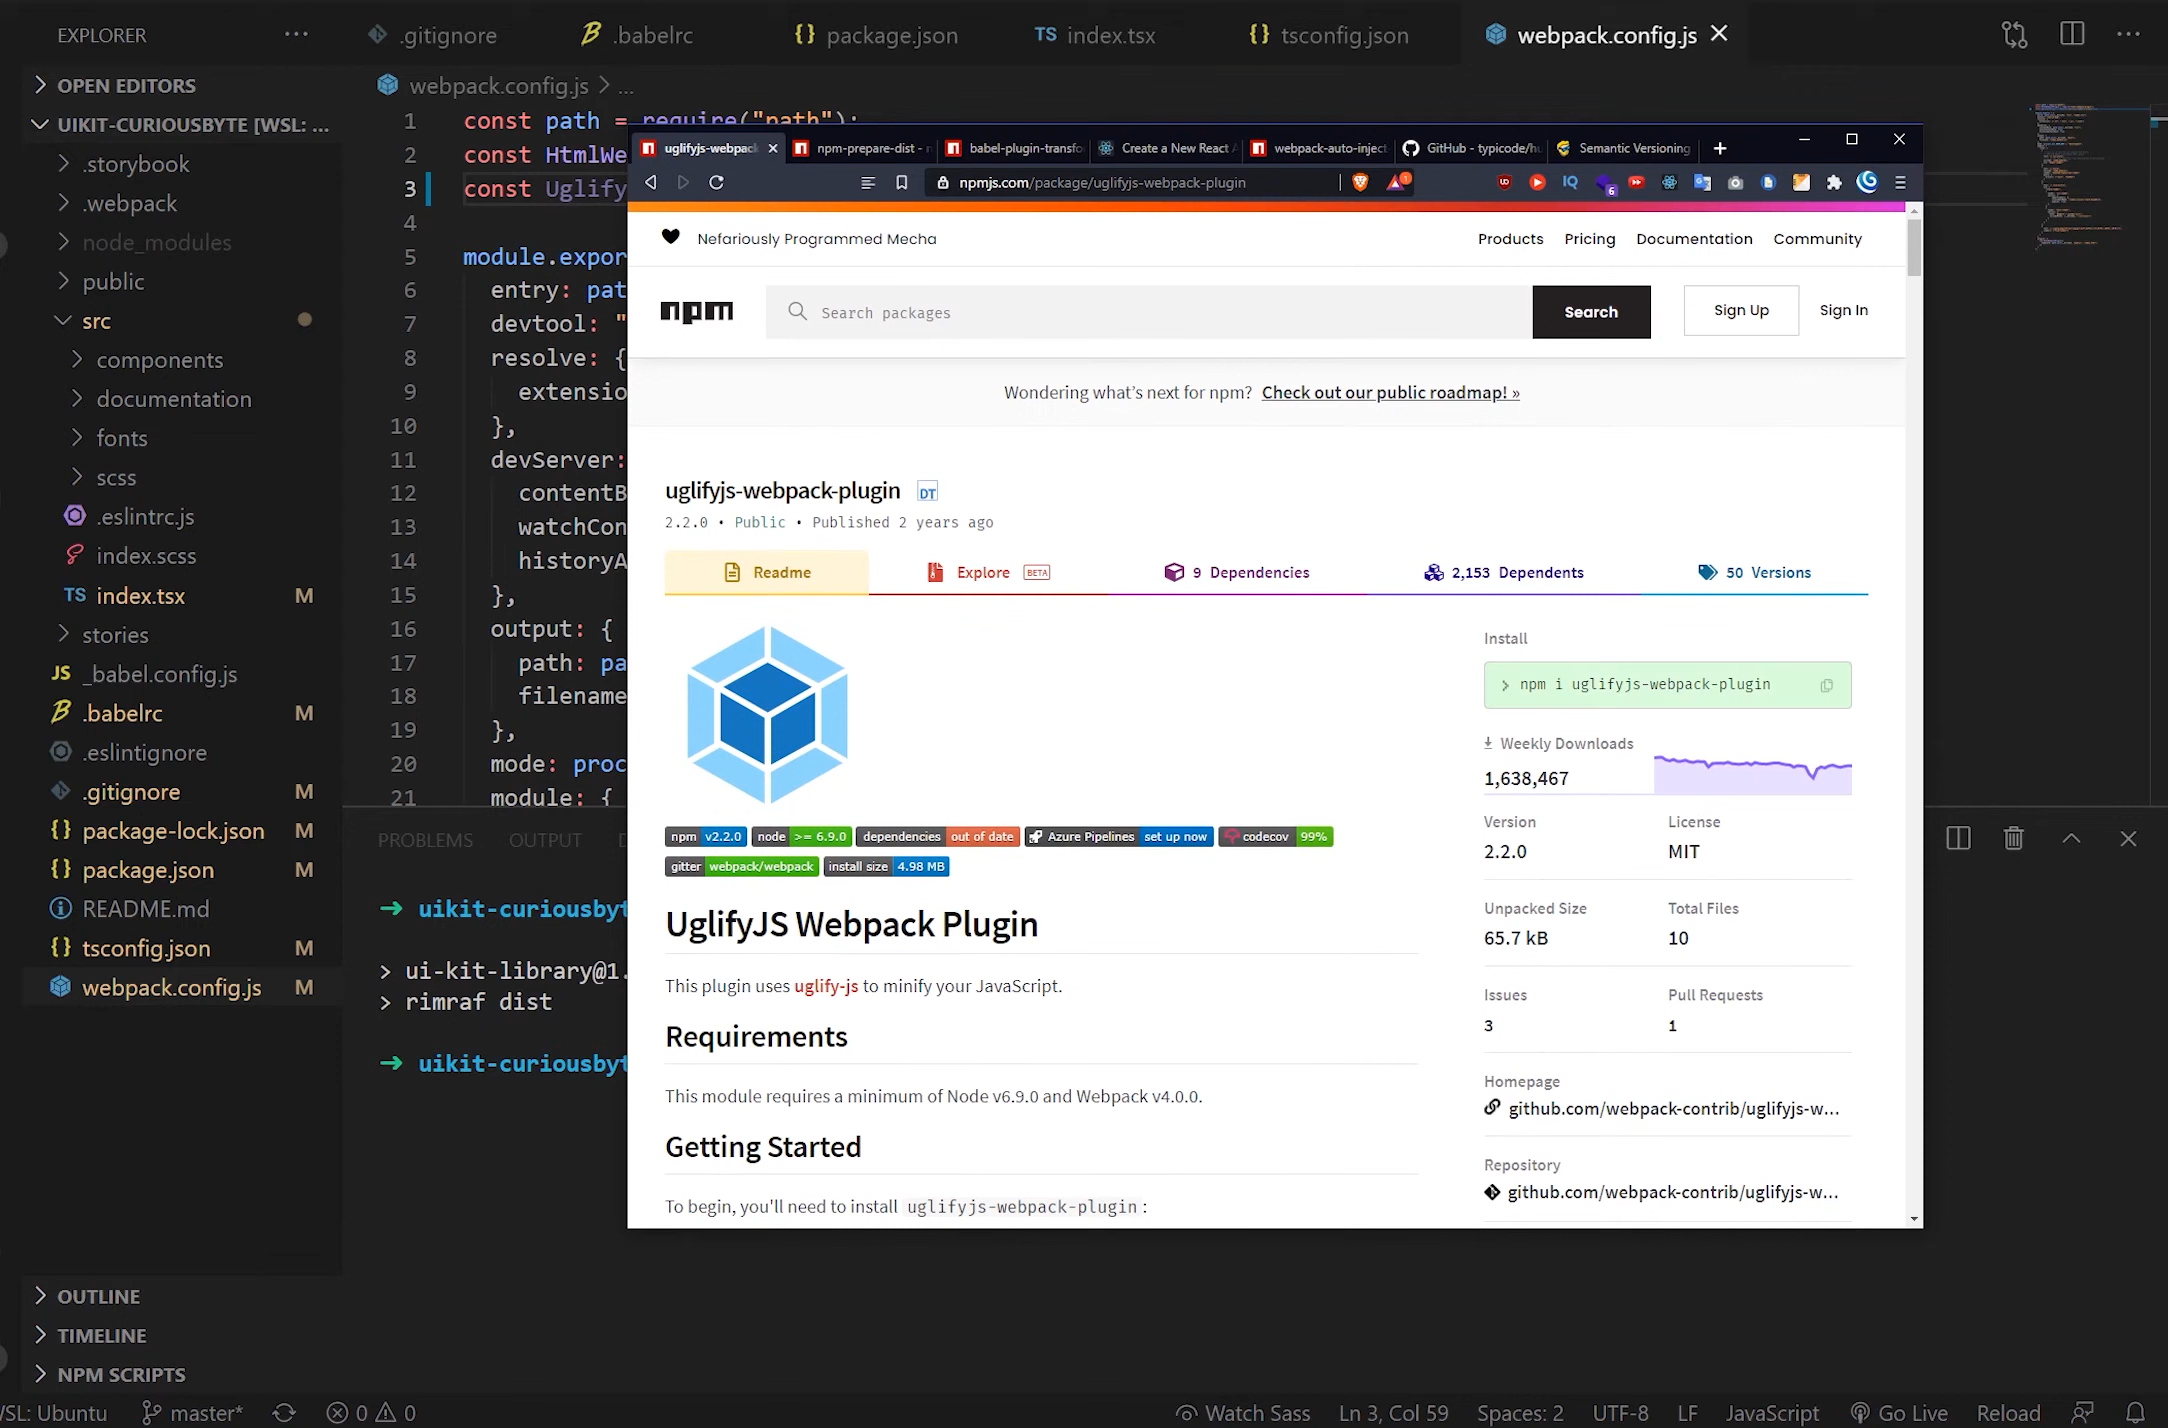 EXPLORER
.gitignore
.babelrc
package.json
TS index.tsx
tsconfig.json
webpack.config.js
OPEN EDITORS
UIKIT-CURIOUSBYTE [WSL: ...
.storybook
.webpack
node_modules
public
src
components
documentation
fonts
scss
.eslintrc.js
index.scss
TS index.tsx M
stories
JS _babel.config.js
.babelrc M
.eslintignore
.gitignore M
{} package-lock.json M
{} package.json M
README.md
{} tsconfig.json M
webpack.config.js M
OUTLINE
TIMELINE
NPM SCRIPTS
webpack.config.js > ...
1 const path = require("path");
2 const HtmlWe
3 const Uglify
4
5 module.expor
6 entry: pat
7 devtool: "
8 resolve: {
9 extensio
10 },
11 devServer:
12 contentB
13 watchCon
14 historyA
15 },
16 output: {
17 path: pa
18 filename
19 },
20 mode: proc
21 module: {
PROBLEMS OUTPUT
→ uikit-curiousbyt
> ui-kit-library@1.
> rimraf dist
→ uikit-curiousbyt
uglifyjs-webpack
npm-prepare-dist -
babel-plugin-transfo
Create a New React
webpack-auto-inject
GitHub - typicode/hu
Semantic Versioning
npmjs.com/package/uglifyjs-webpack-plugin
1
IQ
6
Nefariously Programmed Mecha
Products Pricing Documentation Community
npm
Search packages
Search
Sign Up
Sign In
Wondering what's next for npm? Check out our public roadmap! »
uglifyjs-webpack-plugin DT
2.2.0 • Public • Published 2 years ago
Readme
Explore BETA
9 Dependencies
2,153 Dependents
50 Versions
npm v2.2.0 node >= 6.9.0 dependencies out of date Azure Pipelines set up now codecov 99%
gitter webpack/webpack install size 4.98 MB
UglifyJS Webpack Plugin
This plugin uses uglify-js to minify your JavaScript.
Requirements
This module requires a minimum of Node v6.9.0 and Webpack v4.0.0.
Getting Started
To begin, you'll need to install uglifyjs-webpack-plugin:
Install
> npm i uglifyjs-webpack-plugin
Weekly Downloads
1,638,467
Version License
2.2.0 MIT
Unpacked Size Total Files
65.7 kB 10
Issues Pull Requests
3 1
Homepage
github.com/webpack-contrib/uglifyjs-w...
Repository
github.com/webpack-contrib/uglifyjs-w...
WSL: Ubuntu master* 0 0
Watch Sass Ln 3, Col 59 Spaces: 2 UTF-8 LF JavaScript Go Live Reload